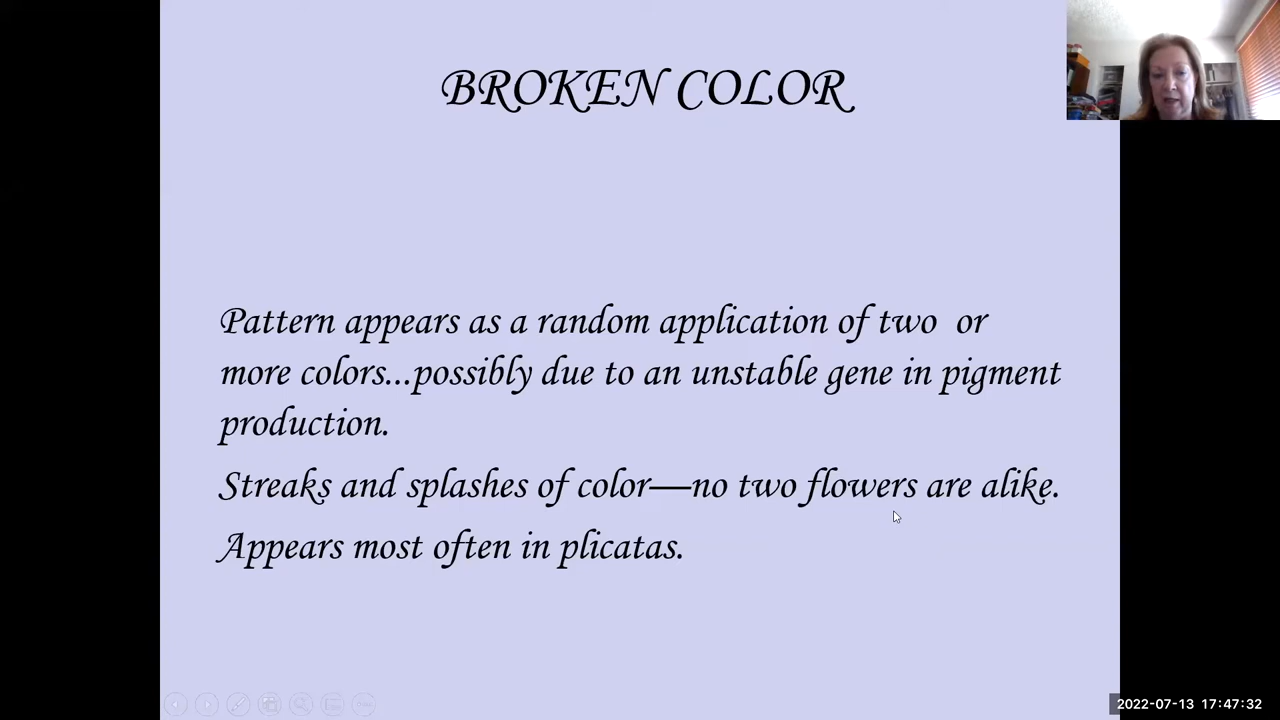 BROKEN COLOR
Pattern appears as a random application of two  or
more colors...possibly due to an unstable gene in pigment
production.
Streaks and splashes of color—no two flowers are alike.
Appears most often in plicatas.
2022-07-13 17:47:32